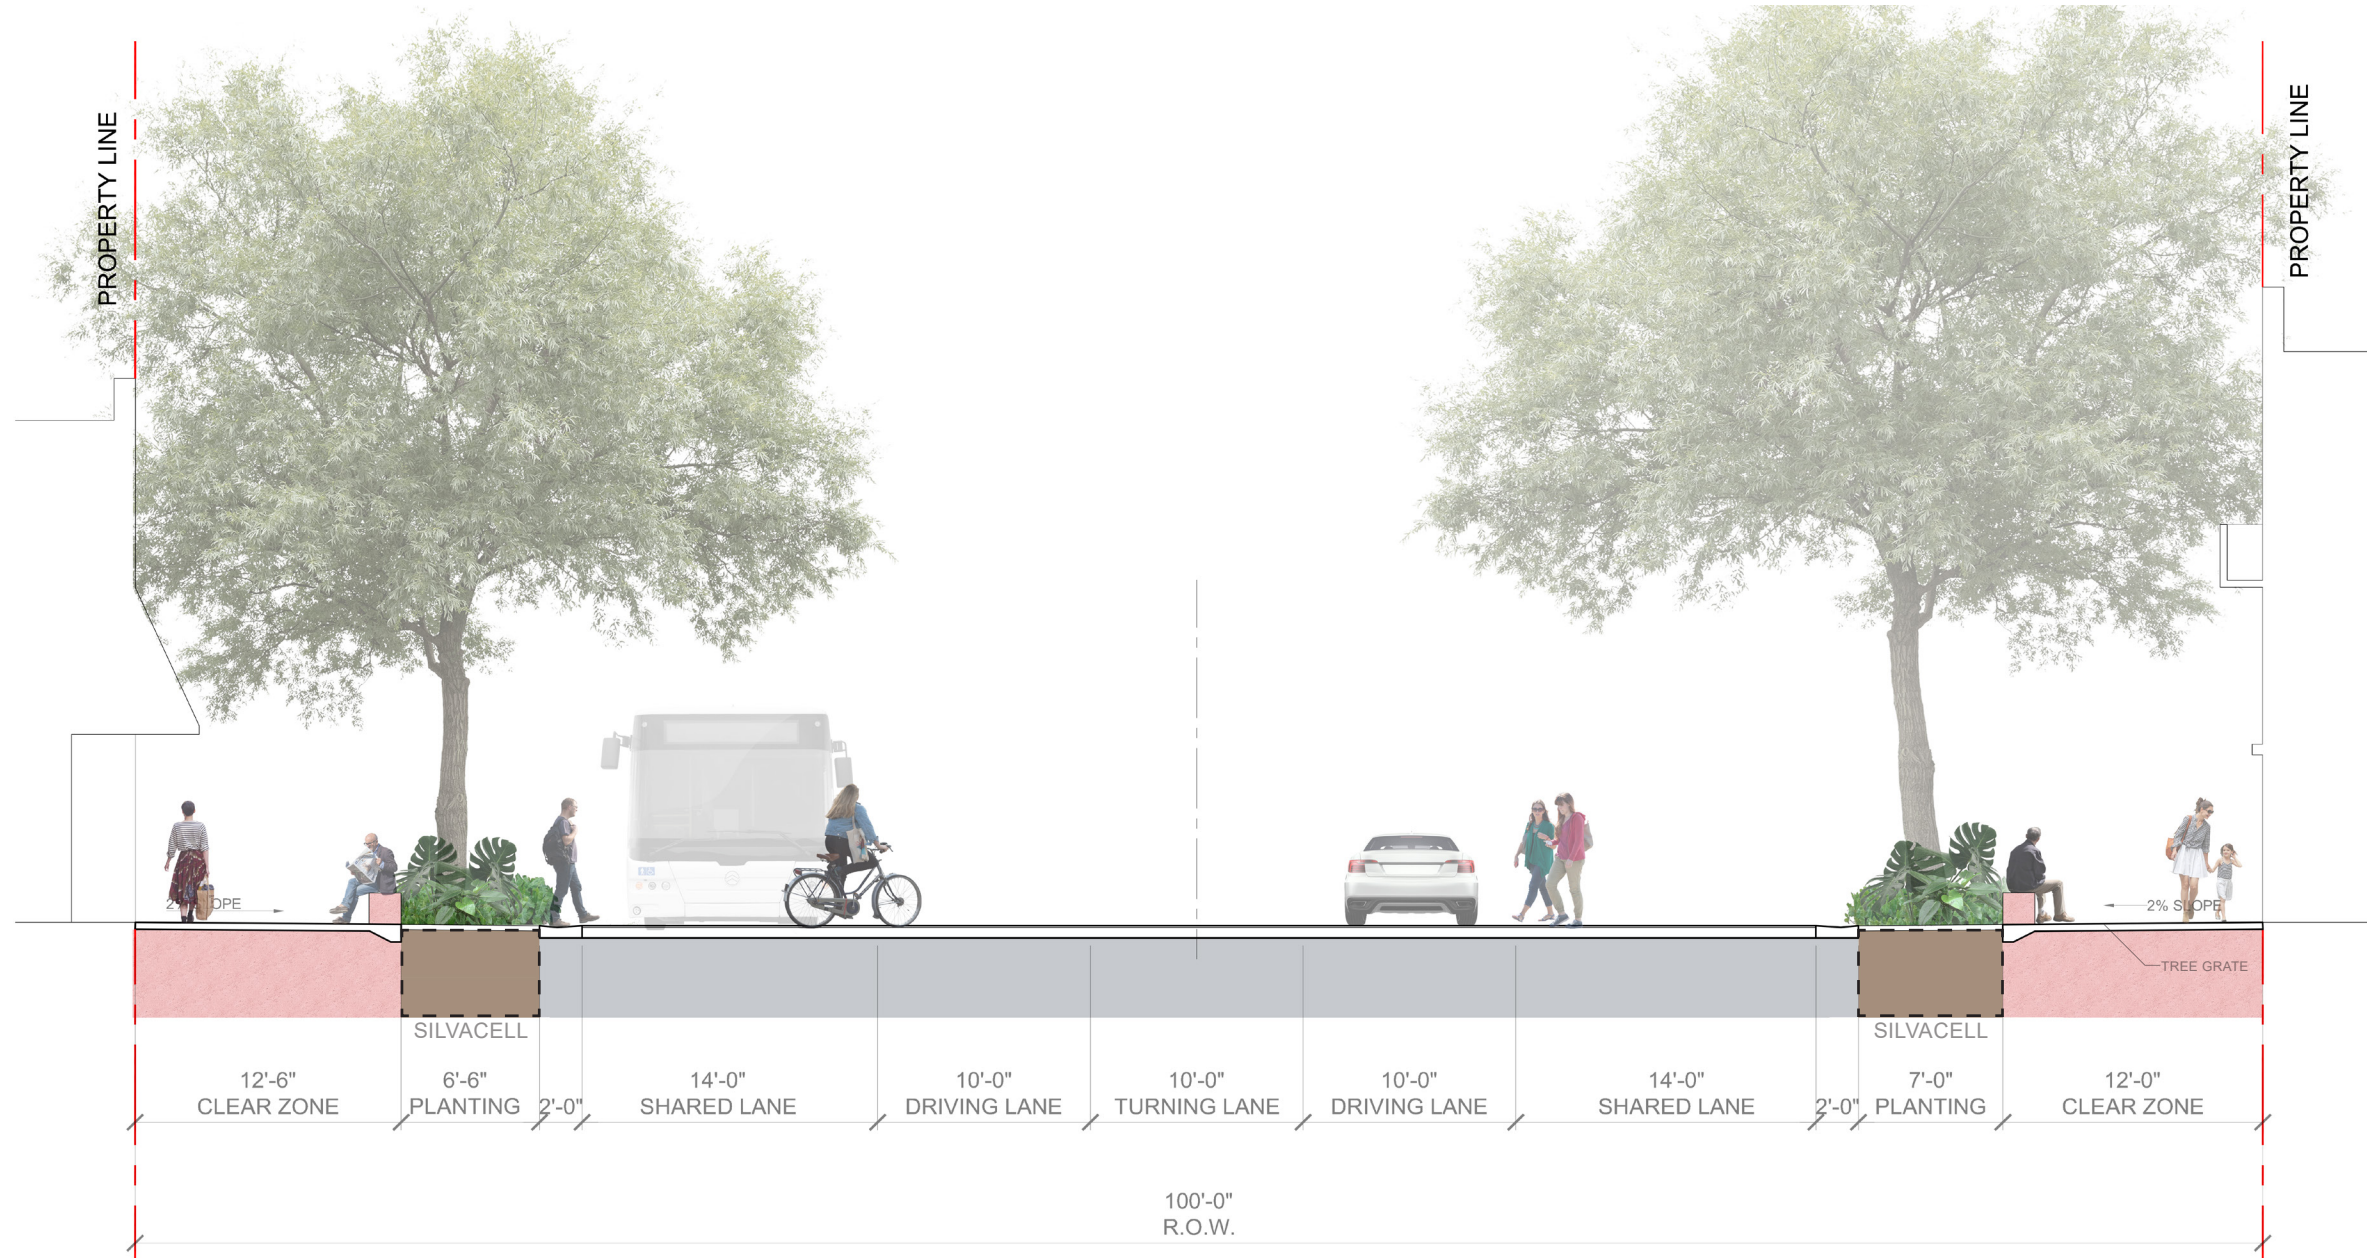 PROPERTY LINE
PROPERTY LINE
2% SLOPE
TREE GRATE
SILVACELL
SILVACELL
12'-6"
CLEAR ZONE
6'-6"
PLANTING
2'-0"
14'-0"
SHARED LANE
10'-0"
DRIVING LANE
10'-0"
TURNING LANE
10'-0"
DRIVING LANE
14'-0"
SHARED LANE
2'-0"
7'-0"
PLANTING
12'-0"
CLEAR ZONE
100'-0"
R.O.W.